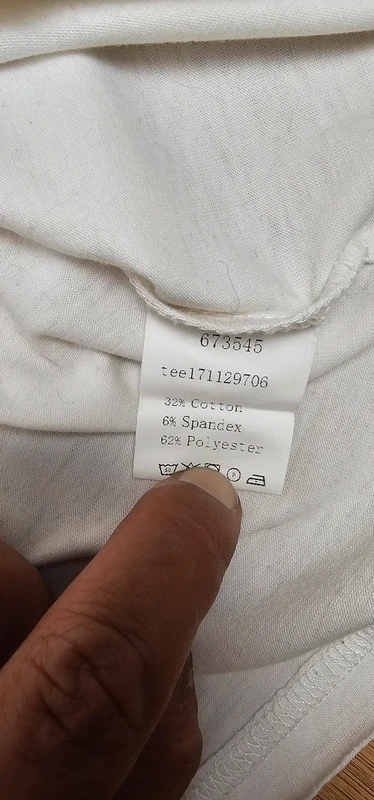 673545
tee171129706
32% Cotton
6% Spandex
62% Polyester
P